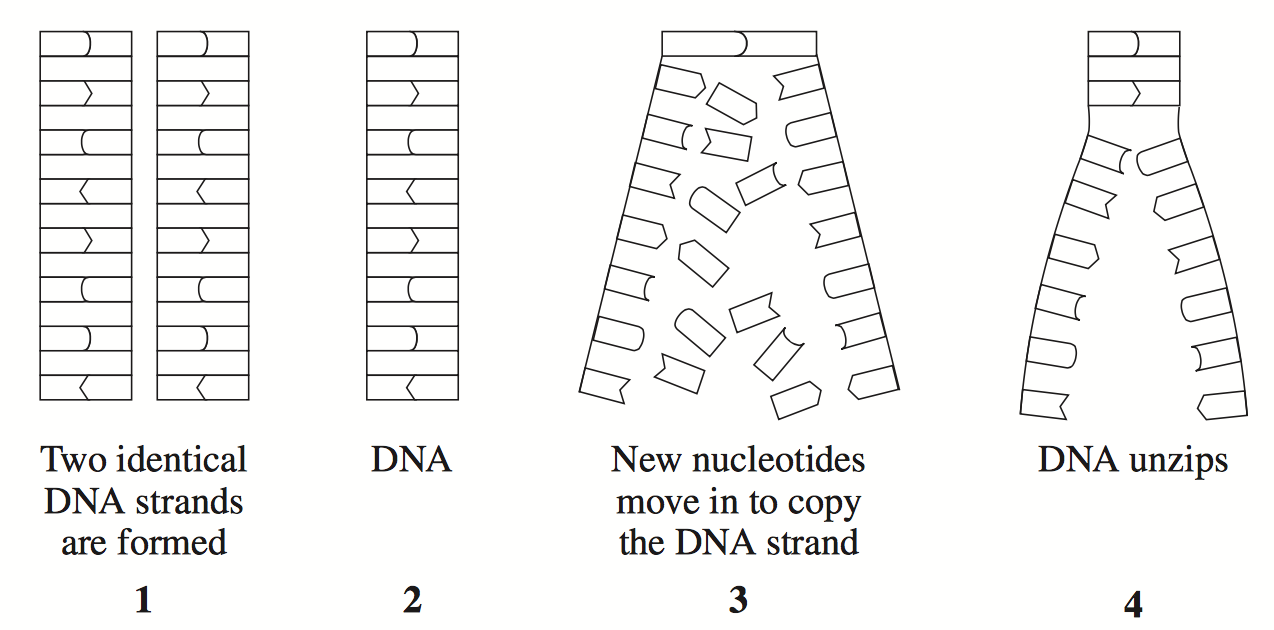 Two identical
DNA strands
are formed
1
DNA
2
New nucleotides
move in to copy
the DNA strand
3
DNA unzips
4